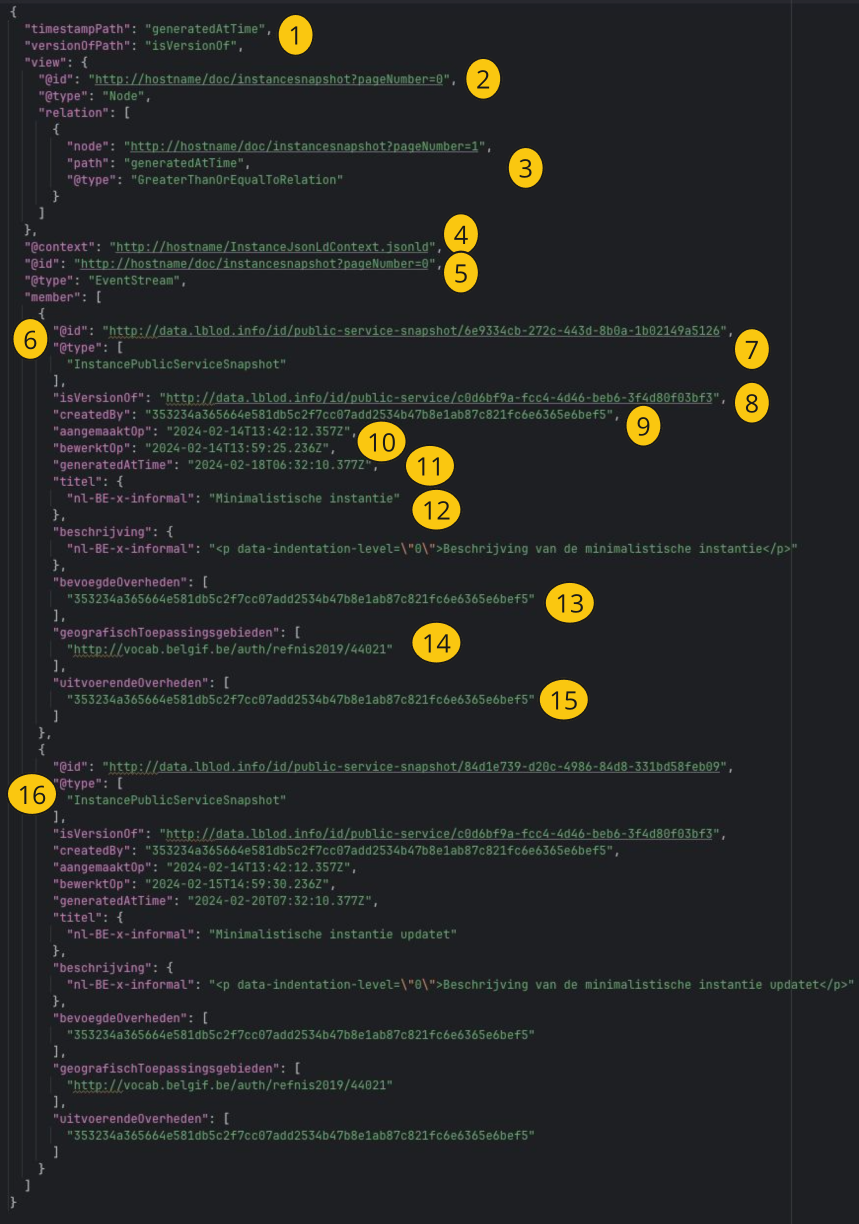 {
"timestampPath": "generatedAtTime", 1
"versionOfPath": "isVersionOf",
"view": {
"@id": "http://hostname/doc/instancesnapshot?pageNumber=0", 2
"@type": "Node",
"relation": [
{
"node": "http://hostname/doc/instancesnapshot?pageNumber=1",
"path": "generatedAtTime", 3
"@type": "GreaterThanOrEqualToRelation"
}
]
},
"@context": "http://hostname/InstanceJsonLdContext.jsonld", 4
"@id": "http://hostname/doc/instancesnapshot?pageNumber=0", 5
"@type": "EventStream",
"member": [
{
6 "@id": "http://data.lblod.info/id/public-service-snapshot/6e9334cb-272c-443d-8b0a-1b02149a5126",
"@type": [ 7
"InstancePublicServiceSnapshot"
],
"isVersionOf": "http://data.lblod.info/id/public-service/c0d6bf9a-fcc4-4d46-beb6-3f4d80f03bf3", 8
"createdBy": "353234a365664e581db5c2f7cc07add2534b47b8e1ab87c821fc6e6365e6bef5", 9
"aangemaaktOp": "2024-02-14T13:42:12.357Z", 10
"bewerktOp": "2024-02-14T13:59:25.236Z",
"generatedAtTime": "2024-02-18T06:32:10.377Z", 11
"titel": {
"nl-BE-x-informal": "Minimalistische instantie" 12
},
"beschrijving": {
"nl-BE-x-informal": "<p data-indentation-level=\"0\">Beschrijving van de minimalistische instantie</p>"
},
"bevoegdeOverheden": [
"353234a365664e581db5c2f7cc07add2534b47b8e1ab87c821fc6e6365e6bef5" 13
],
"geografischToepassingsgebieden": [
"http://vocab.belgif.be/auth/refnis2019/44021" 14
],
"uitvoerendeOverheden": [
"353234a365664e581db5c2f7cc07add2534b47b8e1ab87c821fc6e6365e6bef5" 15
]
},
{
"@id": "http://data.lblod.info/id/public-service-snapshot/84d1e739-d20c-4986-84d8-331bd58feb09",
16 "@type": [
"InstancePublicServiceSnapshot"
],
"isVersionOf": "http://data.lblod.info/id/public-service/c0d6bf9a-fcc4-4d46-beb6-3f4d80f03bf3",
"createdBy": "353234a365664e581db5c2f7cc07add2534b47b8e1ab87c821fc6e6365e6bef5",
"aangemaaktOp": "2024-02-14T13:42:12.357Z",
"bewerktOp": "2024-02-15T14:59:30.236Z",
"generatedAtTime": "2024-02-20T07:32:10.377Z",
"titel": {
"nl-BE-x-informal": "Minimalistische instantie updatet"
},
"beschrijving": {
"nl-BE-x-informal": "<p data-indentation-level=\"0\">Beschrijving van de minimalistische instantie updatet</p>"
},
"bevoegdeOverheden": [
"353234a365664e581db5c2f7cc07add2534b47b8e1ab87c821fc6e6365e6bef5"
],
"geografischToepassingsgebieden": [
"http://vocab.belgif.be/auth/refnis2019/44021"
],
"uitvoerendeOverheden": [
"353234a365664e581db5c2f7cc07add2534b47b8e1ab87c821fc6e6365e6bef5"
]
}
]
}